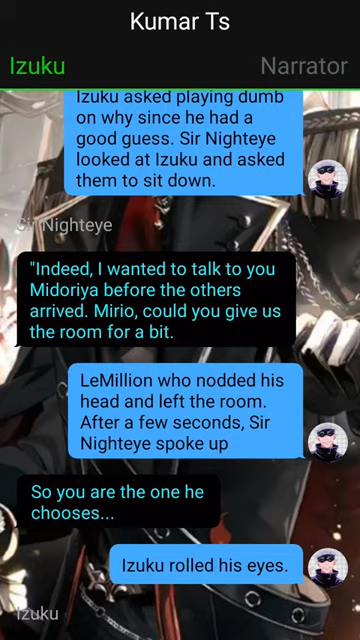 Kumar Ts
Izuku Narrator
Izuku asked playing dumb
on why since he had a
good guess. Sir Nighteye
looked at Izuku and asked
them to sit down.
Sir Nighteye
"Indeed, I wanted to talk to you
Midoriya before the others
arrived. Mirio, could you give us
the room for a bit.
LeMillion who nodded his
head and left the room.
After a few seconds, Sir
Nighteye spoke up
So you are the one he
chooses...
Izuku rolled his eyes.
Izuku